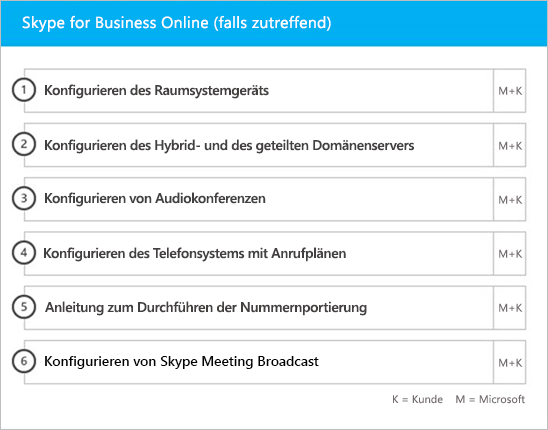 Skype for Business Online (falls zutreffend)
1 Konfigurieren des Raumsystemgeräts M+K
2 Konfigurieren des Hybrid- und des geteilten Domänenservers M+K
3 Konfigurieren von Audiokonferenzen M+K
4 Konfigurieren des Telefonsystems mit Anrufplänen M+K
5 Anleitung zum Durchführen der Nummernportierung M+K
6 Konfigurieren von Skype Meeting Broadcast M+K
K = Kunde M = Microsoft